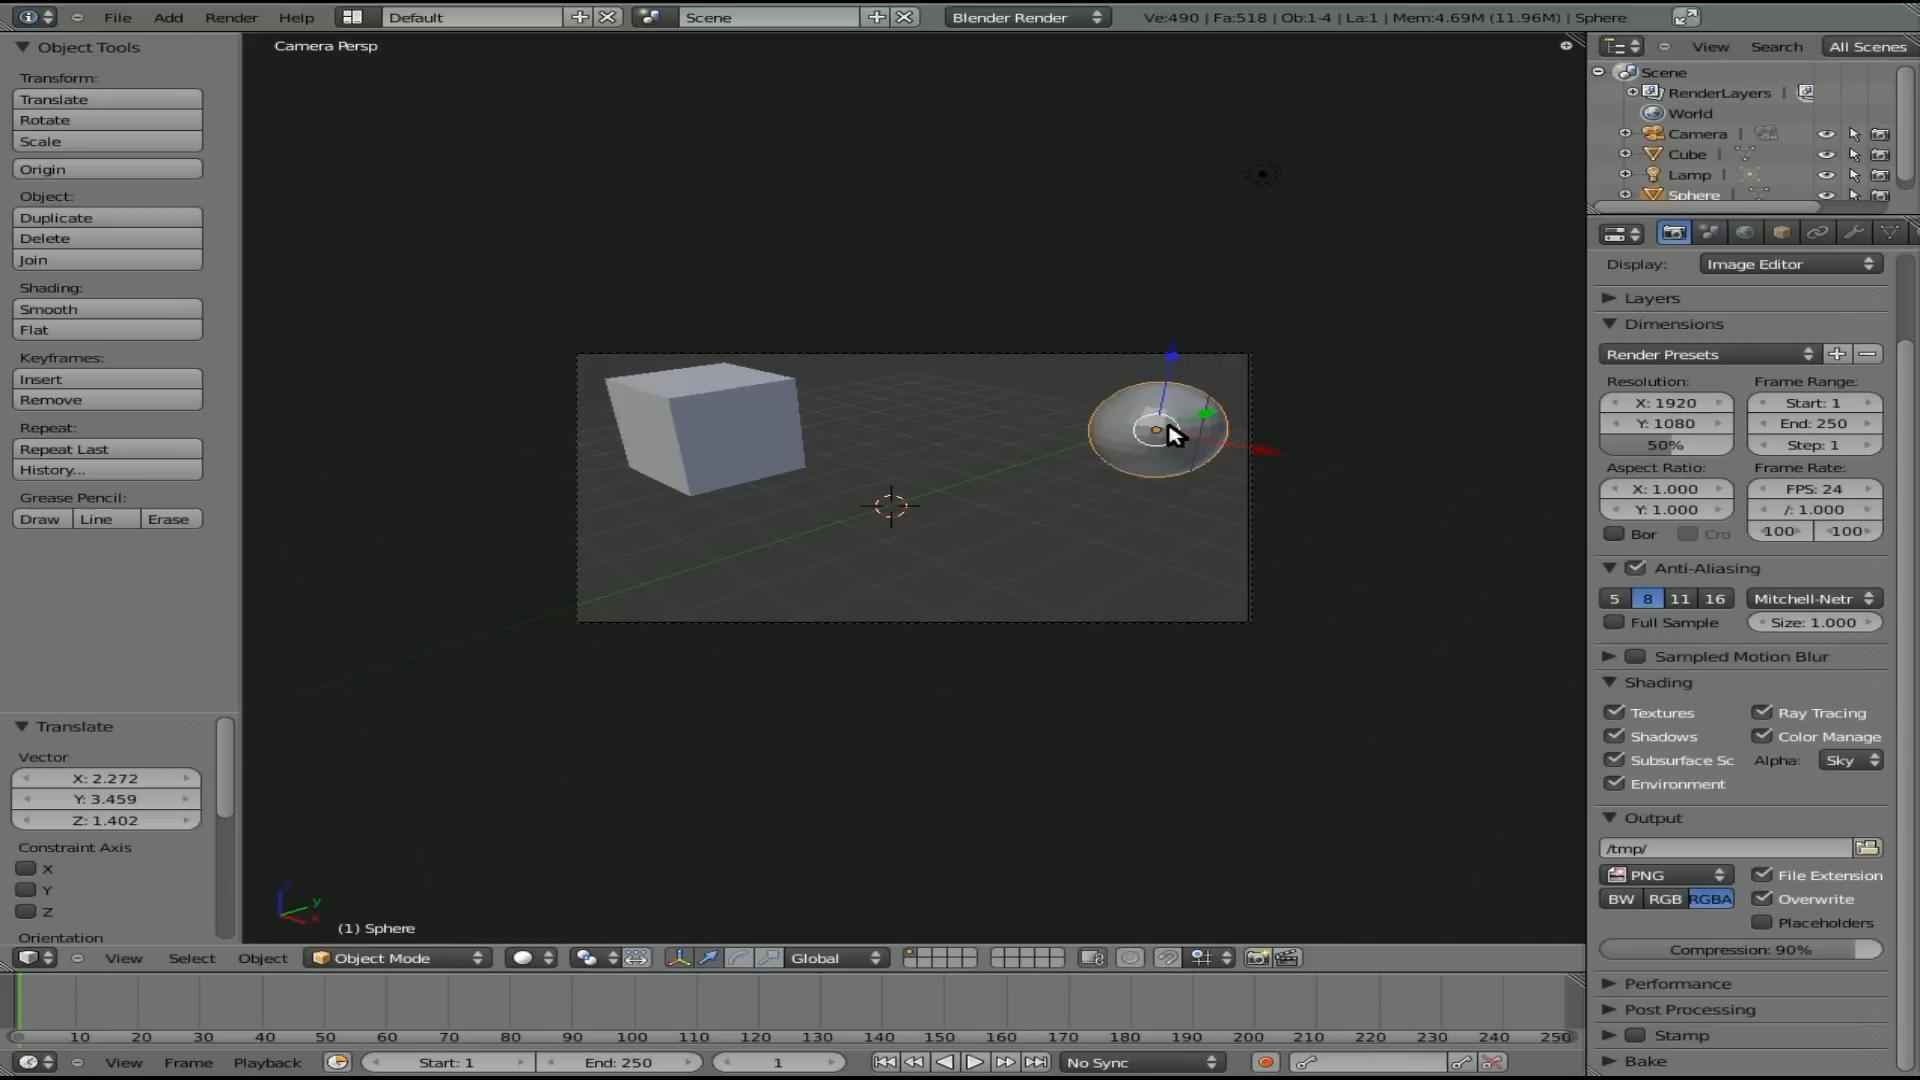 File Add Render Help Default Scene Blender Render Ve:490 | Fa:518 | Ob:1-4 | La:1 | Mem:4.69M (11.96M) | Sphere
Object Tools
Transform:
Translate
Rotate
Scale
Origin
Object:
Duplicate
Delete
Join
Shading:
Smooth
Flat
Keyframes:
Insert
Remove
Repeat:
Repeat Last
History...
Grease Pencil:
Draw Line Erase
Translate
Vector
X: 2.272
Y: 3.459
Z: 1.402
Constraint Axis
X
Y
Z
Orientation
Camera Persp
(1) Sphere
View Select Object Object Mode Global
View Search All Scenes
Scene
RenderLayers
World
Camera
Cube
Lamp
Sphere
Display: Image Editor
Layers
Dimensions
Render Presets
Resolution: Frame Range:
X: 1920 Start: 1
Y: 1080 End: 250
50% Step: 1
Aspect Ratio: Frame Rate:
X: 1.000 FPS: 24
Y: 1.000 /: 1.000
Bor Cro 100 100
Anti-Aliasing
5 8 11 16 Mitchell-Netr
Full Sample Size: 1.000
Sampled Motion Blur
Shading
Textures Ray Tracing
Shadows Color Manage
Subsurface Sc Alpha: Sky
Environment
Output
/tmp/
PNG File Extension
BW RGB RGBA Overwrite
Placeholders
Compression: 90%
Performance
Post Processing
Stamp
Bake
10 20 30 40 50 60 70 80 90 100 110 120 130 140 150 160 170 180 190 200 210 220 230 240 250
View Frame Playback Start: 1 End: 250 1 No Sync